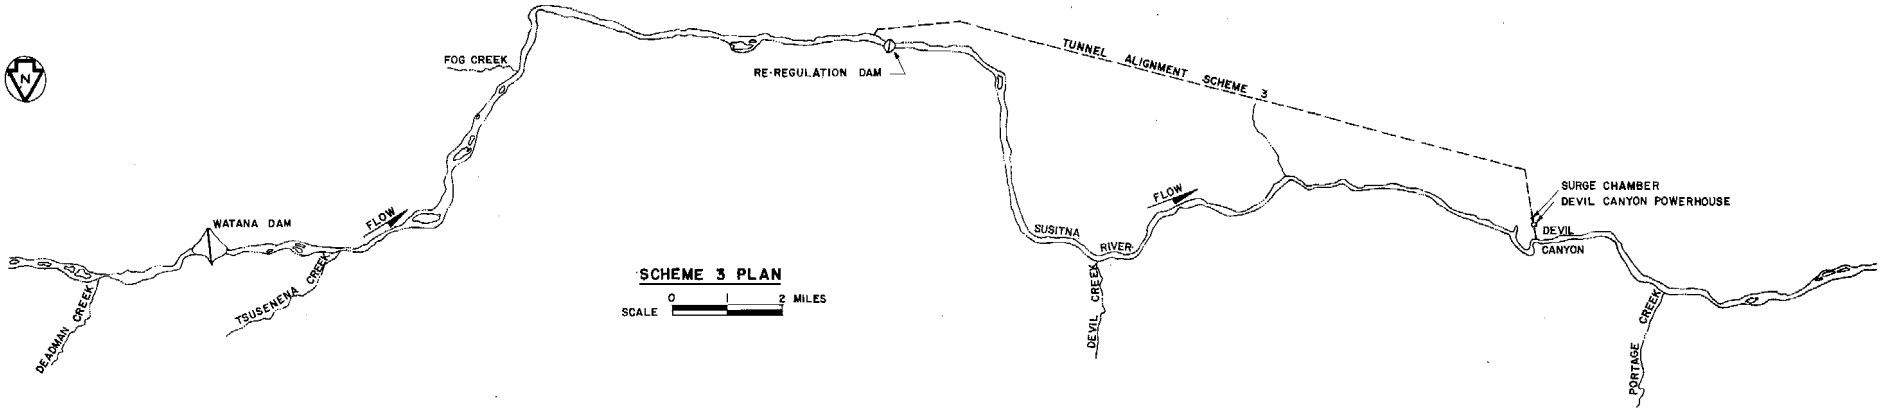 N
FOG CREEK
RE-REGULATION DAM
TUNNEL ALIGNMENT SCHEME 3
WATANA DAM
FLOW
DEADMAN CREEK
TSUSENENA CREEK
SCHEME 3 PLAN
0 1 2 MILES
SCALE
SUSITNA RIVER
DEVIL CREEK
FLOW
SURGE CHAMBER
DEVIL CANYON POWERHOUSE
DEVIL
CANYON
PORTAGE CREEK